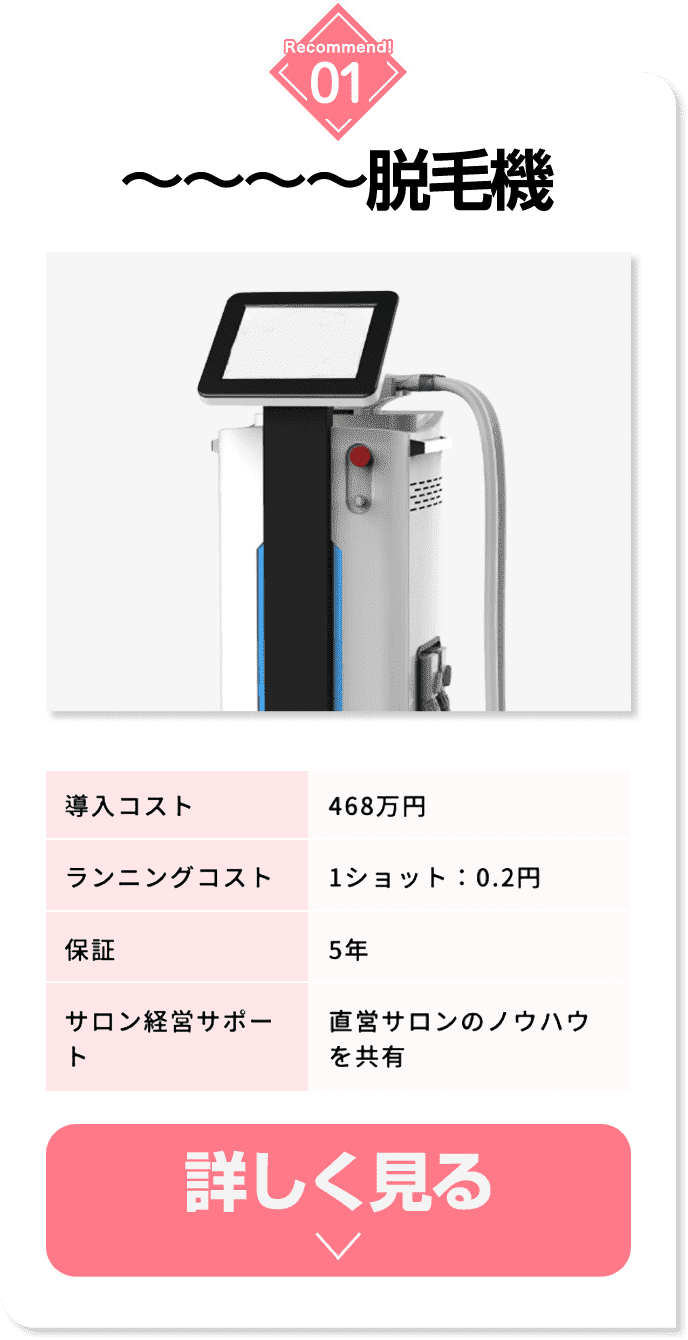 Recommend!
01
～～～～脱毛機
導入コスト
468万円
ランニングコスト
1ショット：0.2円
保証
5年
サロン経営サポー
ト
直営サロンのノウハウ
を共有
詳しく見る